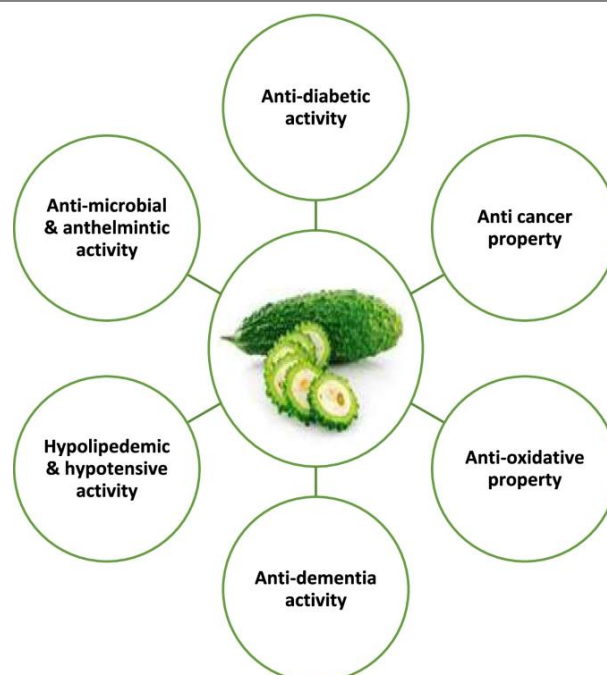 Anti-diabetic
activity
Anti cancer
property
Anti-oxidative
property
Anti-dementia
activity
Hypolipedemic
& hypotensive
activity
Anti-microbial
& anthelmintic
activity